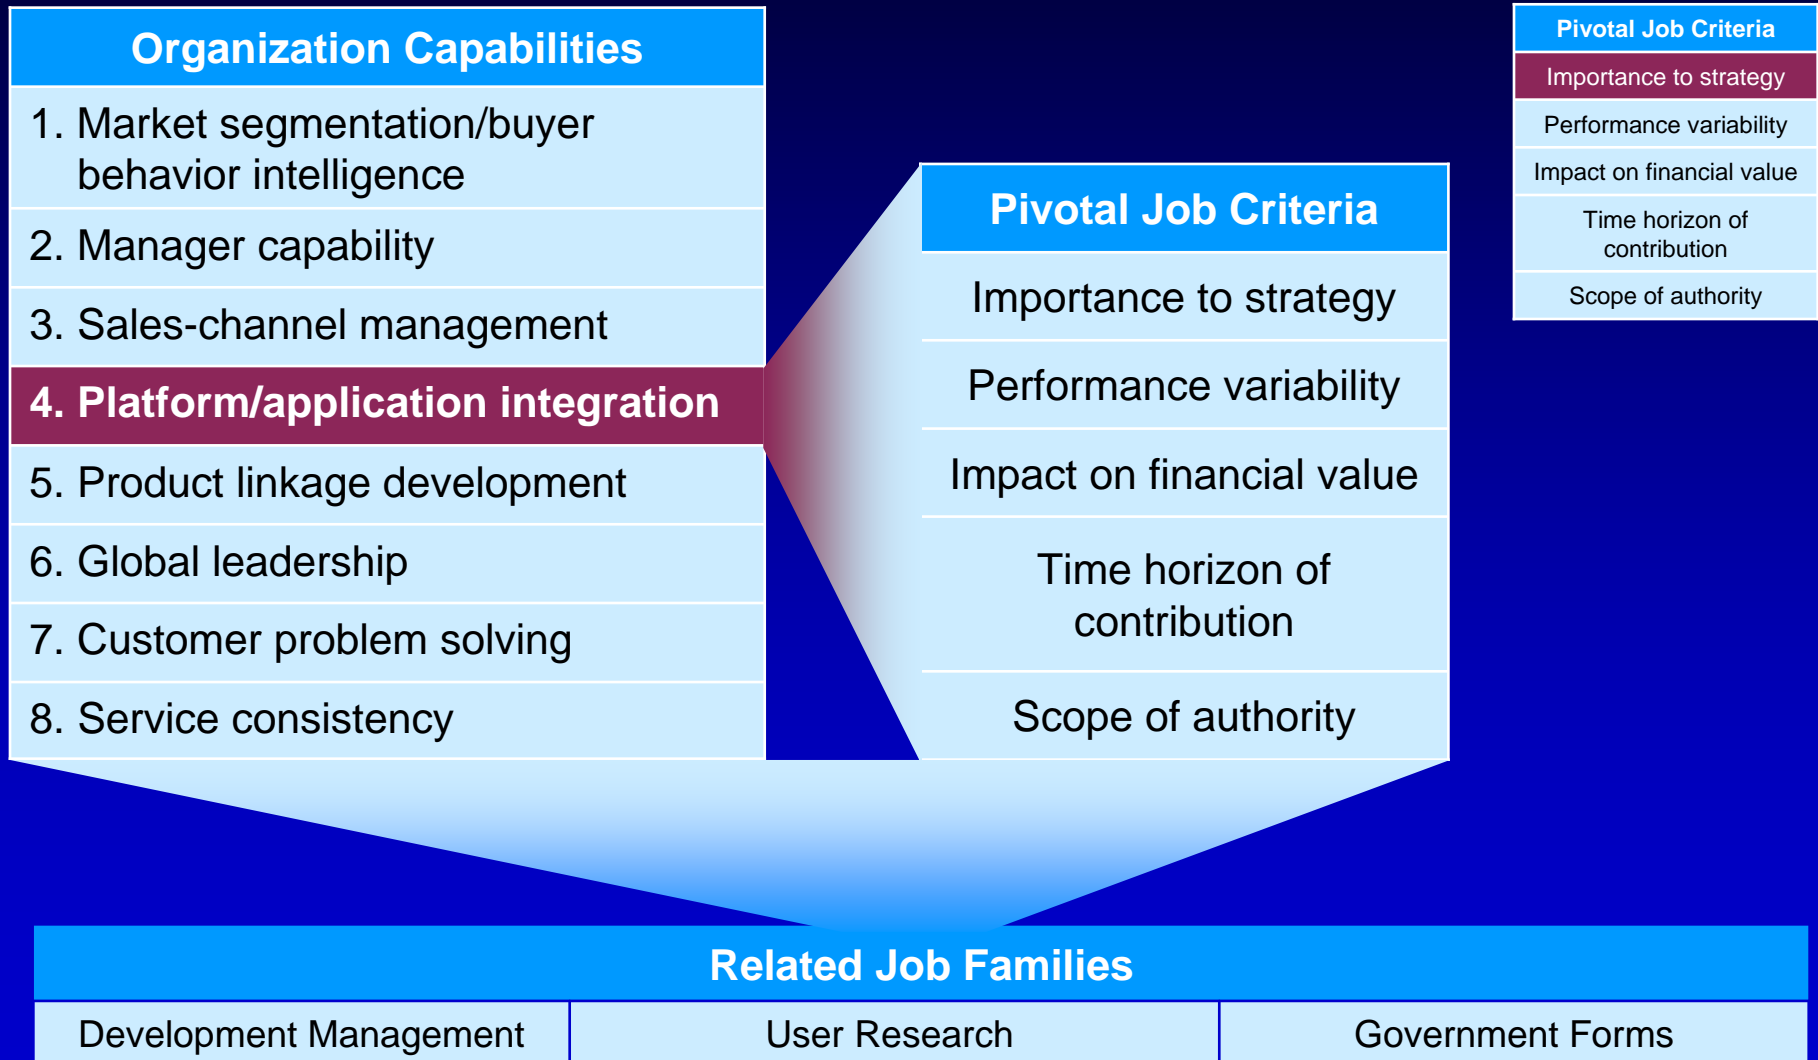 Organization Capabilities
1. Market segmentation/buyer
behavior intelligence
2. Manager capability
3. Sales-channel management
4. Platform/application integration
5. Product linkage development
6. Global leadership
7. Customer problem solving
8. Service consistency
Pivotal Job Criteria
Importance to strategy
Performance variability
Impact on financial value
Time horizon of
contribution
Scope of authority
Pivotal Job Criteria
Importance to strategy
Performance variability
Impact on financial value
Time horizon of
contribution
Scope of authority
Related Job Families
Development Management
User Research
Government Forms